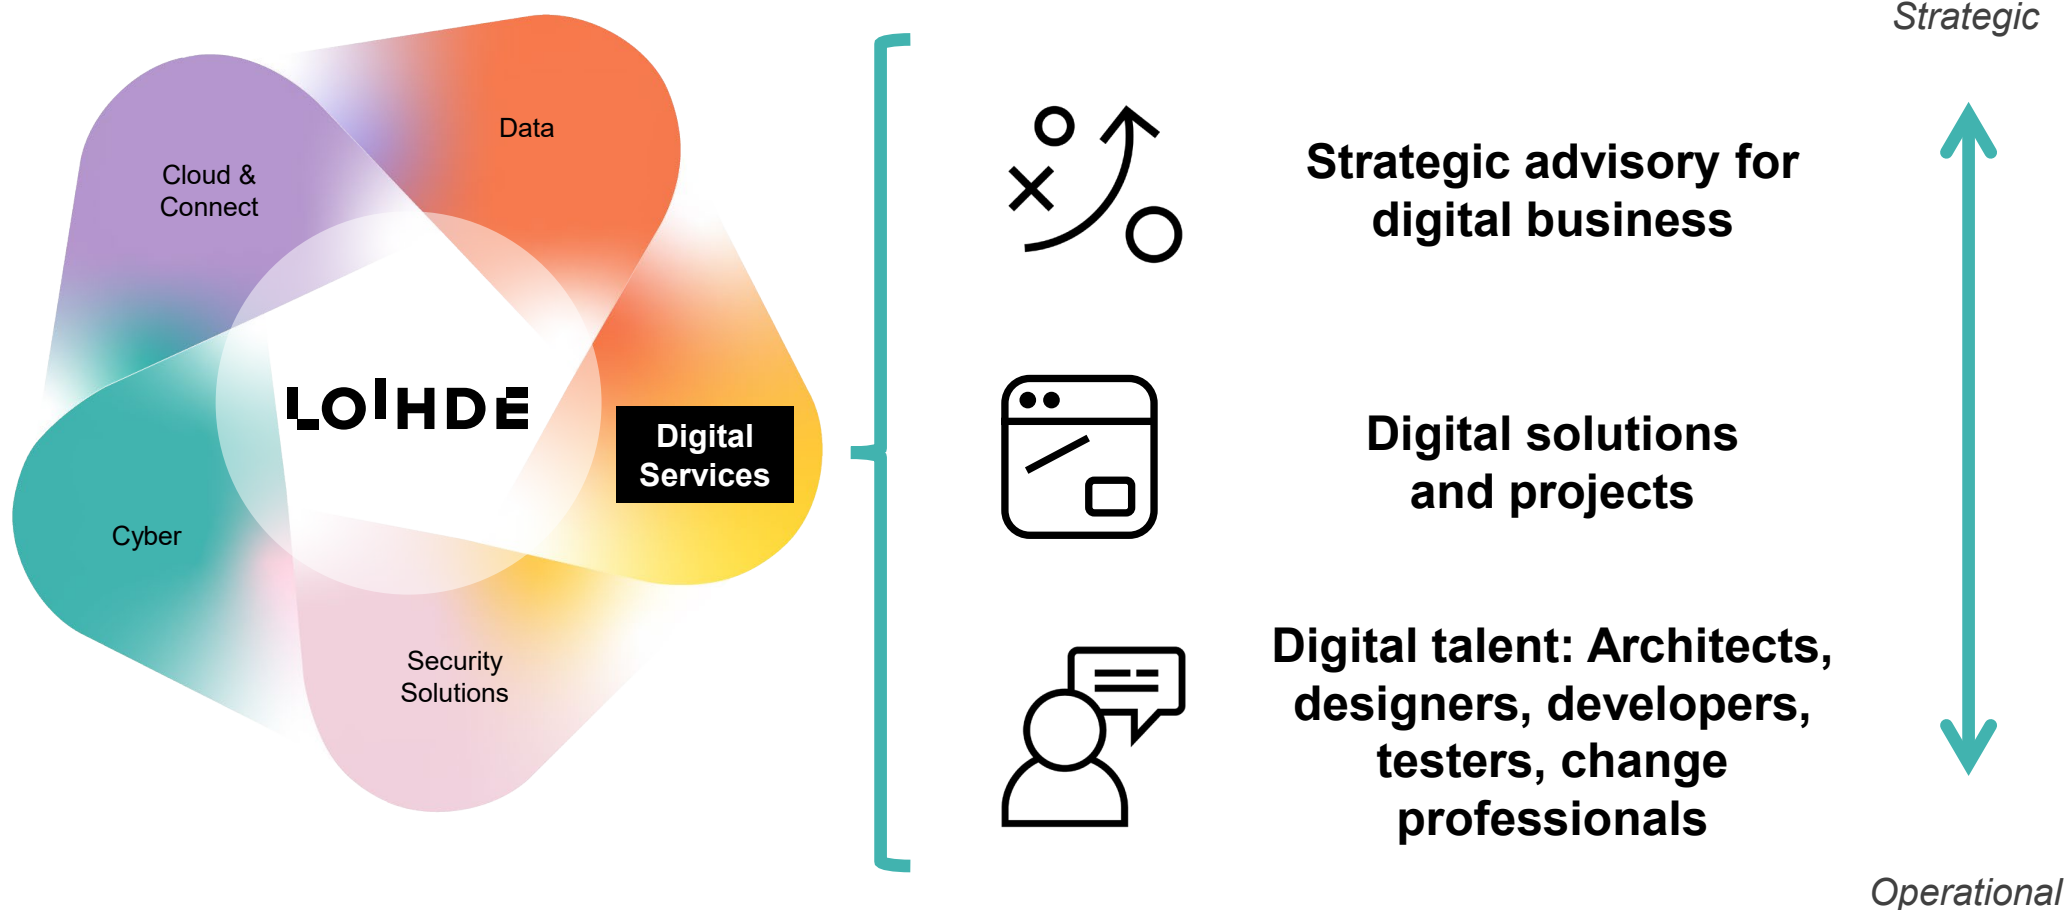 Cloud &
Connect
Data
LOIHDE
Digital
Services
Cyber
Security
Solutions
Strategic
Strategic advisory for
digital business
Digital solutions
and projects
Digital talent: Architects,
designers, developers,
testers, change
professionals
Operational